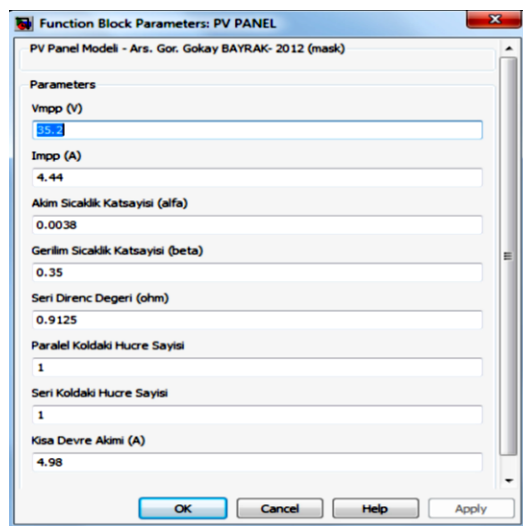 Function Block Parameters: PV PANEL
PV Panel Modeli - Ars. Gor. Gokay BAYRAK- 2012 (mask)
Parameters
Vmpp (V)
35.2
Impp (A)
4.44
Akim Sicaklik Katsayisi (alfa)
0.0038
Gerilim Sicaklik Katsayisi (beta)
0.35
Seri Direnc Degeri (ohm)
0.9125
Paralel Koldaki Hucre Sayisi
1
Seri Koldaki Hucre Sayisi
1
Kisa Devre Akimi (A)
4.98
OK Cancel Help Apply